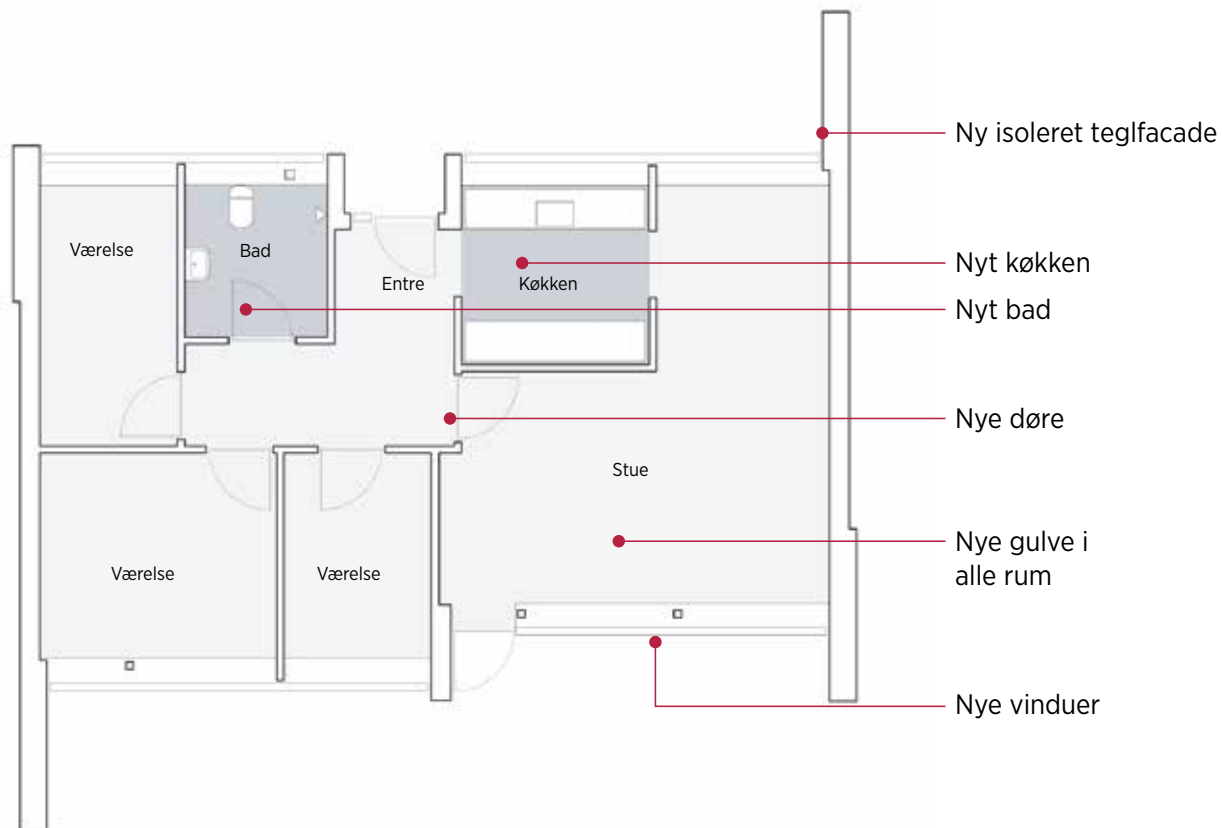 Ny isoleret teglfacade
Værelse
Bad
Entre
Køkken
Nyt køkken
Nyt bad
Nye døre
Stue
Nye gulve i
alle rum
Værelse
Værelse
Nye vinduer